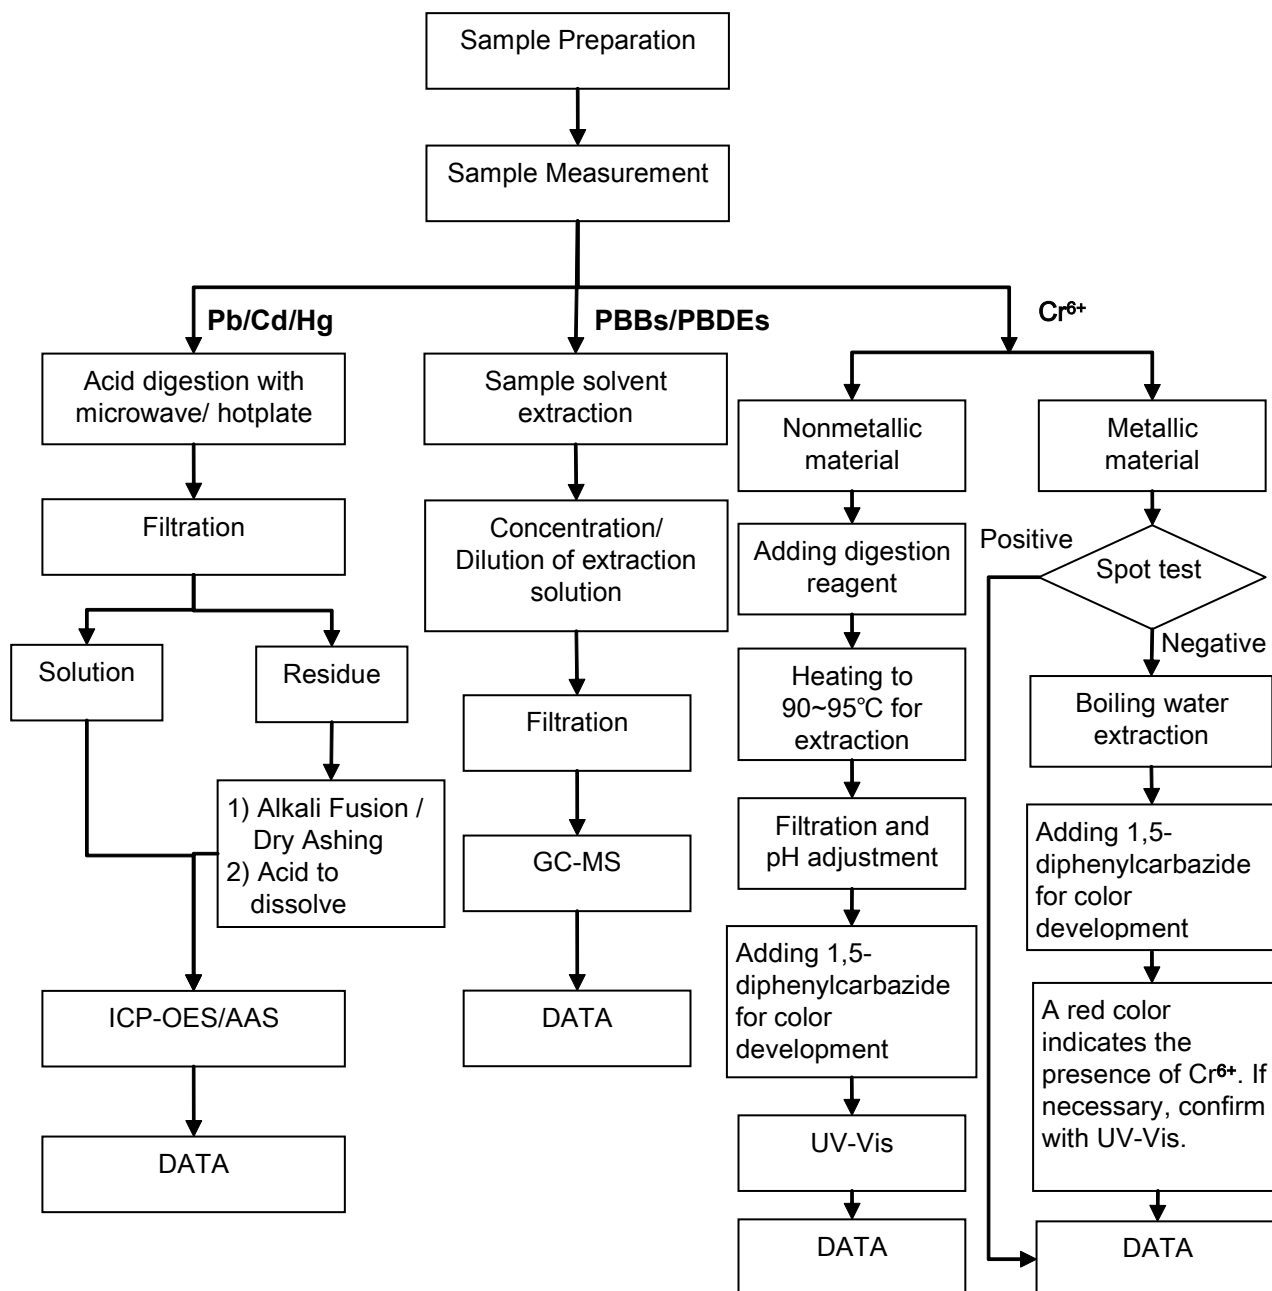 Sample Preparation
Sample Measurement
Pb/Cd/Hg
PBBs/PBDEs
Cr⁶⁺
Acid digestion with
microwave/ hotplate
Filtration
Solution
Residue
1) Alkali Fusion /
Dry Ashing
2) Acid to
dissolve
ICP-OES/AAS
DATA
Sample solvent
extraction
Concentration/
Dilution of extraction
solution
Filtration
GC-MS
DATA
Nonmetallic
material
Adding digestion
reagent
Heating to
90~95℃ for
extraction
Filtration and
pH adjustment
Adding 1,5-
diphenylcarbazide
for color
development
UV-Vis
DATA
Metallic
material
Positive
Spot test
Negative
Boiling water
extraction
Adding 1,5-
diphenylcarbazide
for color
development
A red color
indicates the
presence of Cr⁶⁺. If
necessary, confirm
with UV-Vis.
DATA